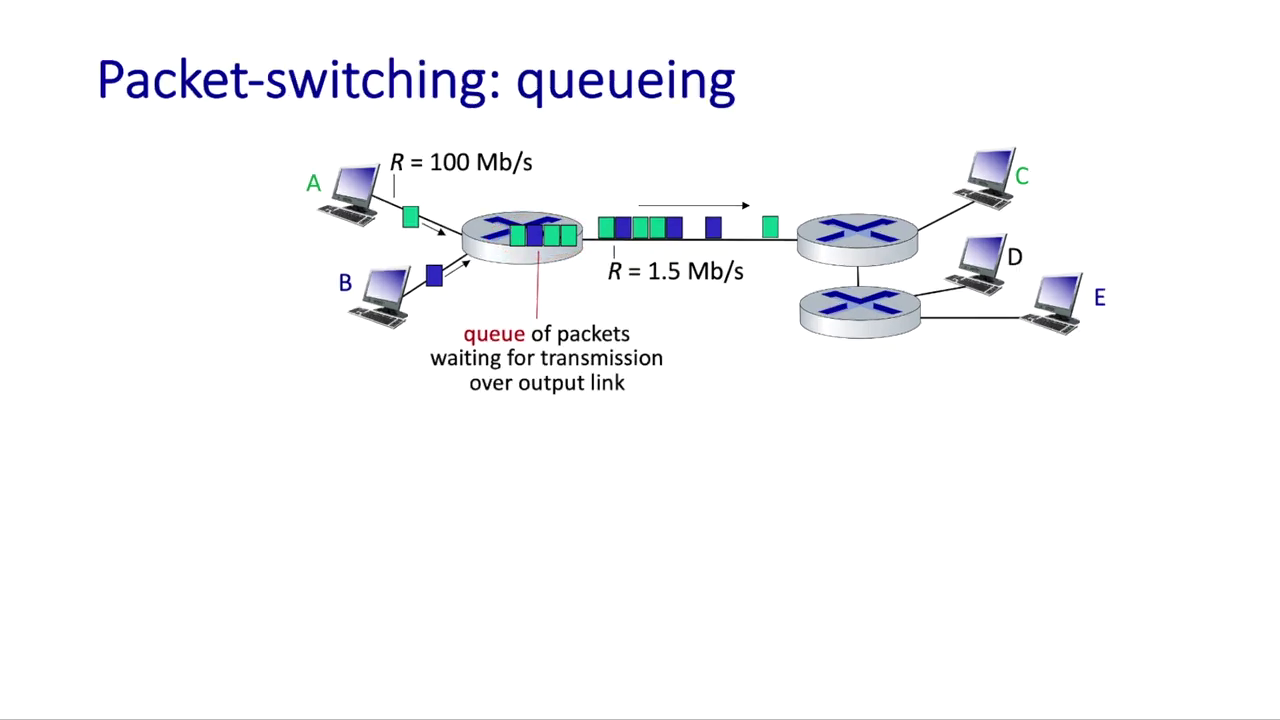 Packet-switching: queueing
R = 100 Mb/s
A
C
R = 1.5 Mb/s
D
B
E
queue of packets
waiting for transmission
over output link